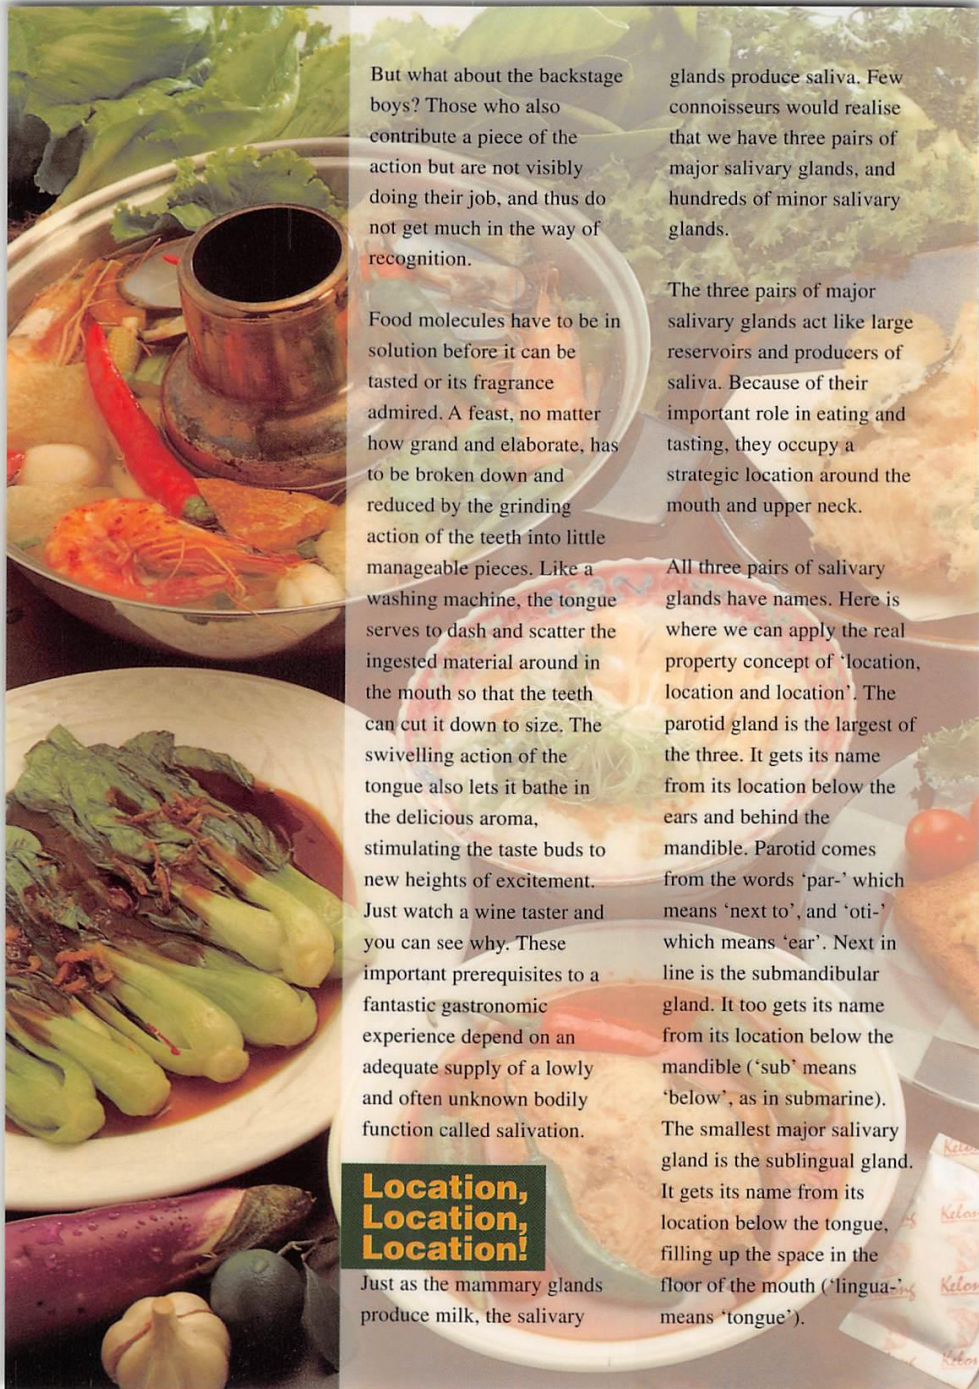 But what about the backstage
boys? Those who also
contribute a piece of the
action but are not visibly
doing their job, and thus do
not get much in the way of
recognition.
Food molecules have to be in
solution before it can be
tasted or its fragrance
admired. A feast, no matter
how grand and elaborate, has
to be broken down and
reduced by the grinding
action of the teeth into little
manageable pieces. Like a
washing machine, the tongue
serves to dash and scatter the
ingested material around in
the mouth so that the teeth
can cut it down to size. The
swivelling action of the
tongue also lets it bathe in
the delicious aroma,
stimulating the taste buds to
new heights of excitement.
Just watch a wine taster and
you can see why. These
important prerequisites to a
fantastic gastronomic
experience depend on an
adequate supply of a lowly
and often unknown bodily
function called salivation.
Location,
Location,
Location!
Just as the mammary glands
produce milk, the salivary
glands produce saliva. Few
connoisseurs would realise
that we have three pairs of
major salivary glands, and
hundreds of minor salivary
glands.
The three pairs of major
salivary glands act like large
reservoirs and producers of
saliva. Because of their
important role in eating and
tasting, they occupy a
strategic location around the
mouth and upper neck.
All three pairs of salivary
glands have names. Here is
where we can apply the real
property concept of ‘location,
location and location’. The
parotid gland is the largest of
the three. It gets its name
from its location below the
ears and behind the
mandible. Parotid comes
from the words ‘par-’ which
means ‘next to’, and ‘oti-’
which means ‘ear’. Next in
line is the submandibular
gland. It too gets its name
from its location below the
mandible (‘sub’ means
‘below’, as in submarine).
The smallest major salivary
gland is the sublingual gland.
It gets its name from its
location below the tongue,
filling up the space in the
floor of the mouth (‘lingua-’
means ‘tongue’).